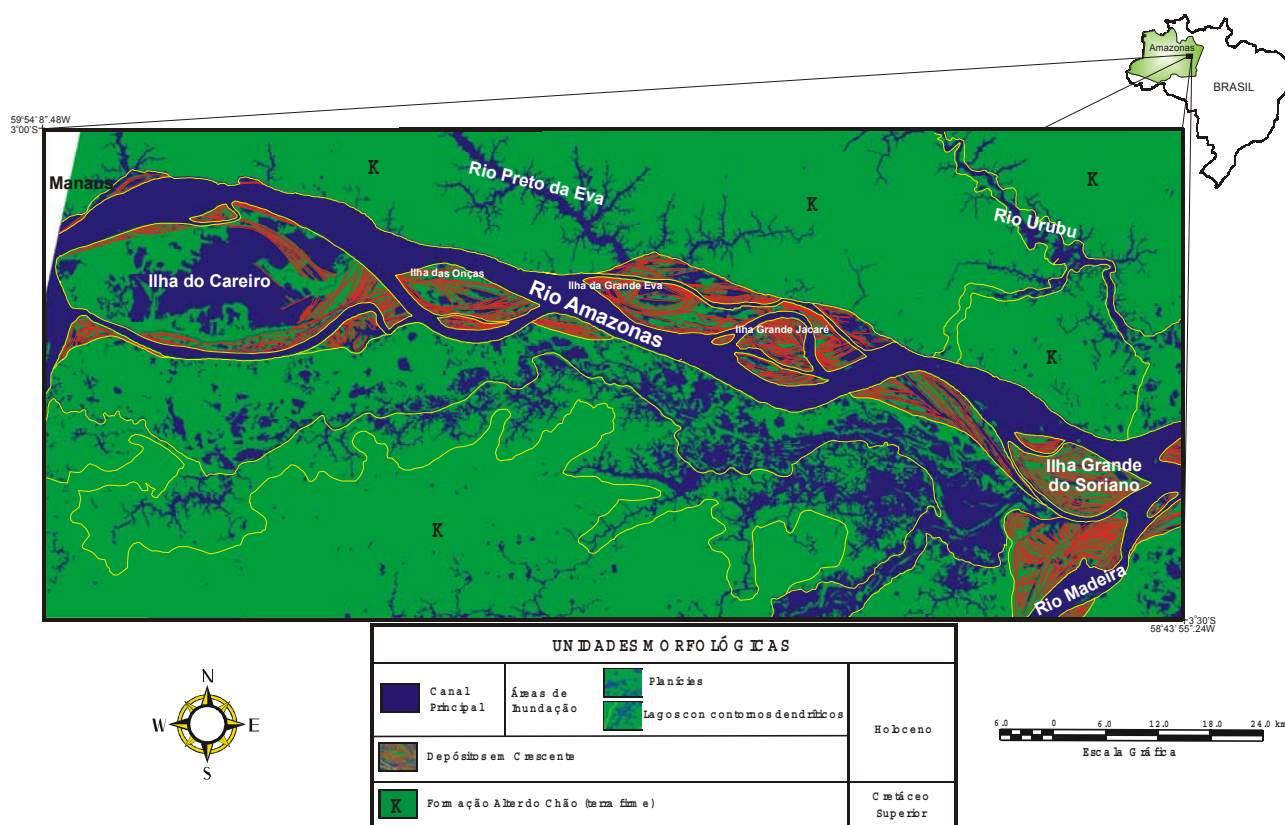 Amazonas
BRASIL
59°54'8".48W
3°00'S
Manaus
K
Rio Preto da Eva
K
K
Rio Urubu
Ilha do Careiro
Ilha das Onças
Ilha da Grande Eva
Rio Amazonas
Ilha Grande Jacaré
K
Ilha Grande
do Soriano
K
Rio Madeira
3°30'S
58°43'55".24W
UNIDADES MORFOLÓGICAS
Canal
Principal
Áreas de
Inundação
Planícies
Lagos con contornos dendríticos
Holoceno
Depósitos em Crescente
K
Formação Alter do Chão (terra firme)
Cretáceo
Superior
N
W
E
S
6.0 0 6.0 12.0 18.0 24.0 km
Escala Gráfica